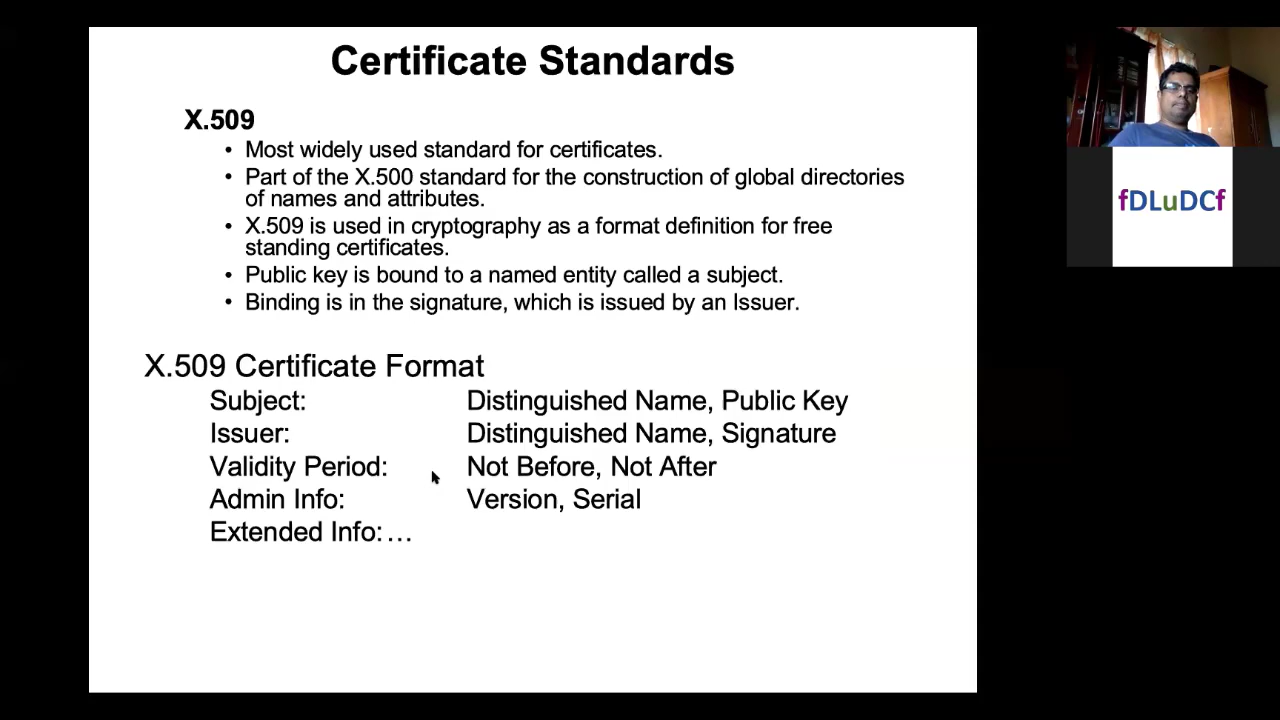 Certificate Standards
X.509
• Most widely used standard for certificates.
• Part of the X.500 standard for the construction of global directories
of names and attributes.
• X.509 is used in cryptography as a format definition for free
standing certificates.
• Public key is bound to a named entity called a subject.
• Binding is in the signature, which is issued by an Issuer.
X.509 Certificate Format
Subject: Distinguished Name, Public Key
Issuer: Distinguished Name, Signature
Validity Period: Not Before, Not After
Admin Info: Version, Serial
Extended Info: …
fDLuDCf